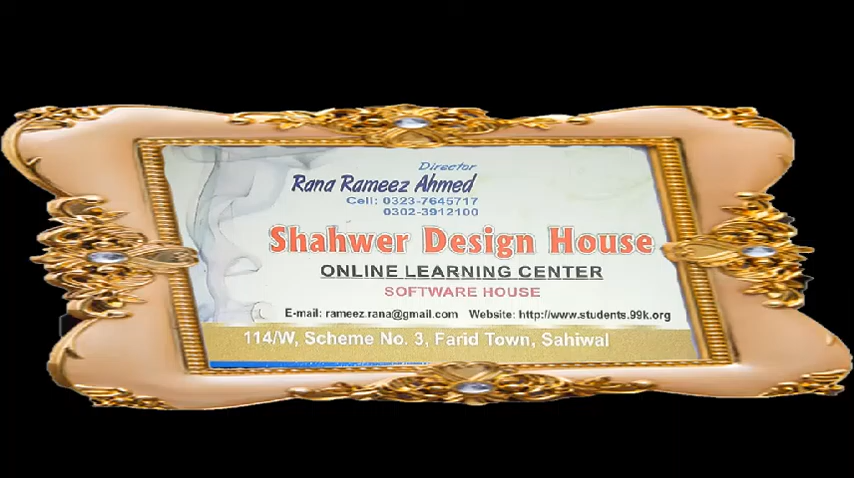 Director
Rana Rameez Ahmed
Cell: 0323-7645717
0302-3912100
Shahwer Design House
ONLINE LEARNING CENTER
SOFTWARE HOUSE
E-mail: rameez.rana@gmail.com Website: http://www.students.99k.org
114/W, Scheme No. 3, Farid Town, Sahiwal